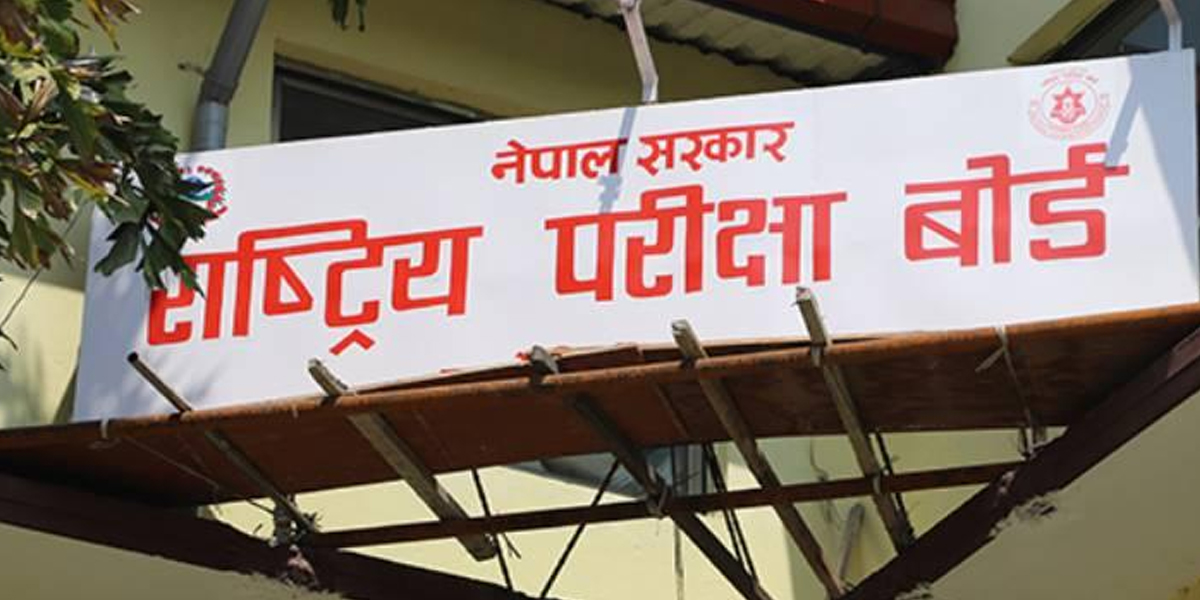 नेपाल सरकार
राष्ट्रिय परीक्षा बोर्ड